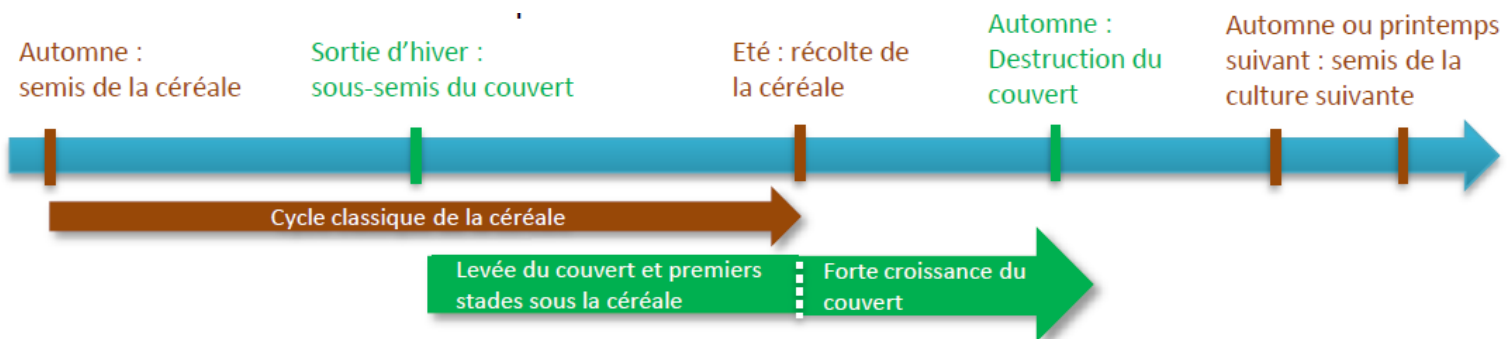 Automne :
semis de la céréale
Sortie d'hiver :
sous-semis du couvert
Eté : récolte de
la céréale
Automne :
Destruction du
couvert
Automne ou printemps
suivant : semis de la
culture suivante
Cycle classique de la céréale
Levée du couvert et premiers
stades sous la céréale
Forte croissance du
couvert